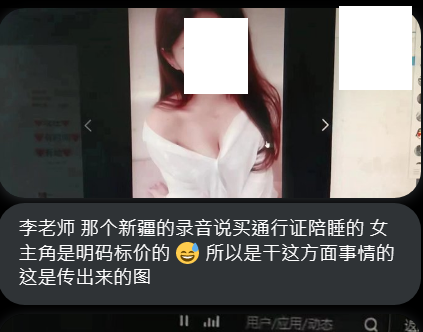 李老师 那个新疆的录音说买通行证陪睡的 女
主角是明码标价的 😅 所以是干这方面事情的
这是传出来的图
用户/应用/动态